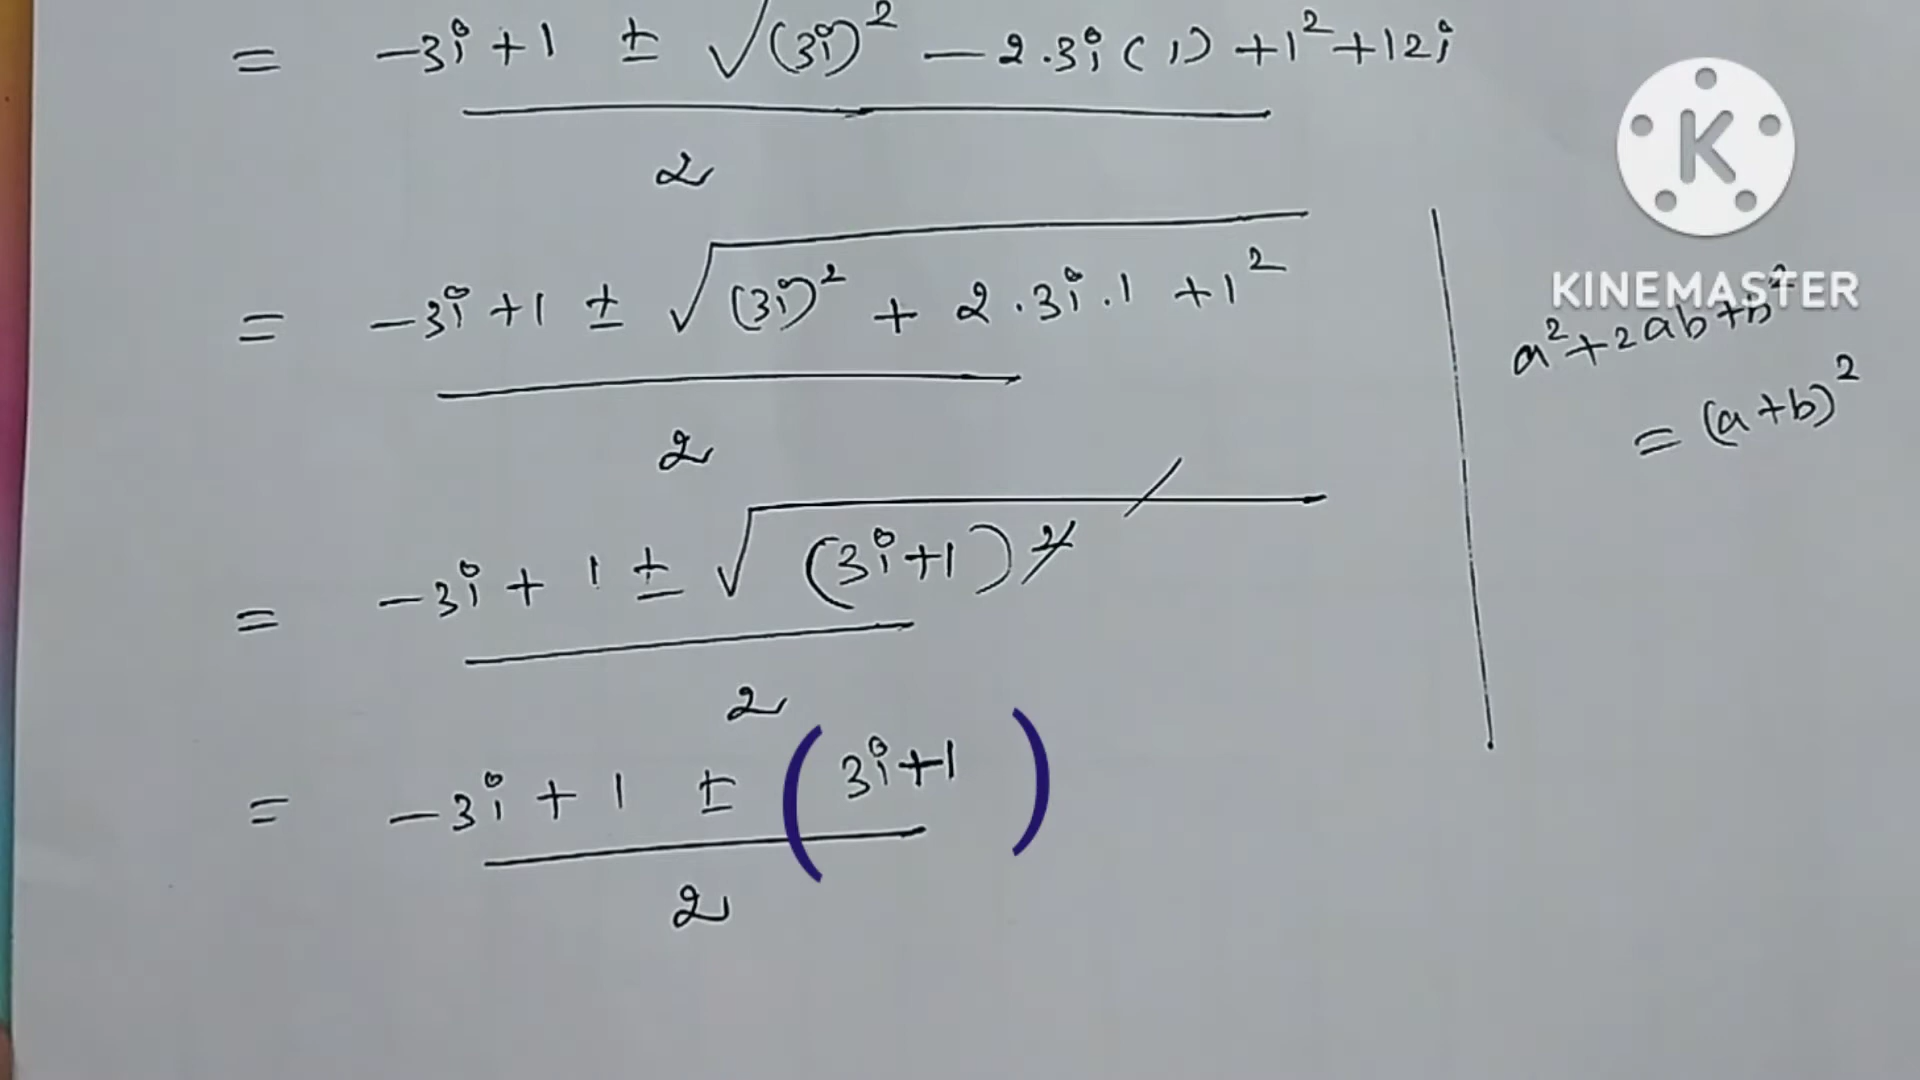 = -3i + 1 ± √(3i)² - 2.3i(1) + 1² + 12i
2
= -3i + 1 ± √(3i)² + 2.3i.1 + 1²
2
= -3i + 1 ± √(3i+1)²
2
= -3i + 1 ± (3i+1)
2
K
KINEMASTER
a² + 2ab + b²
= (a+b)²